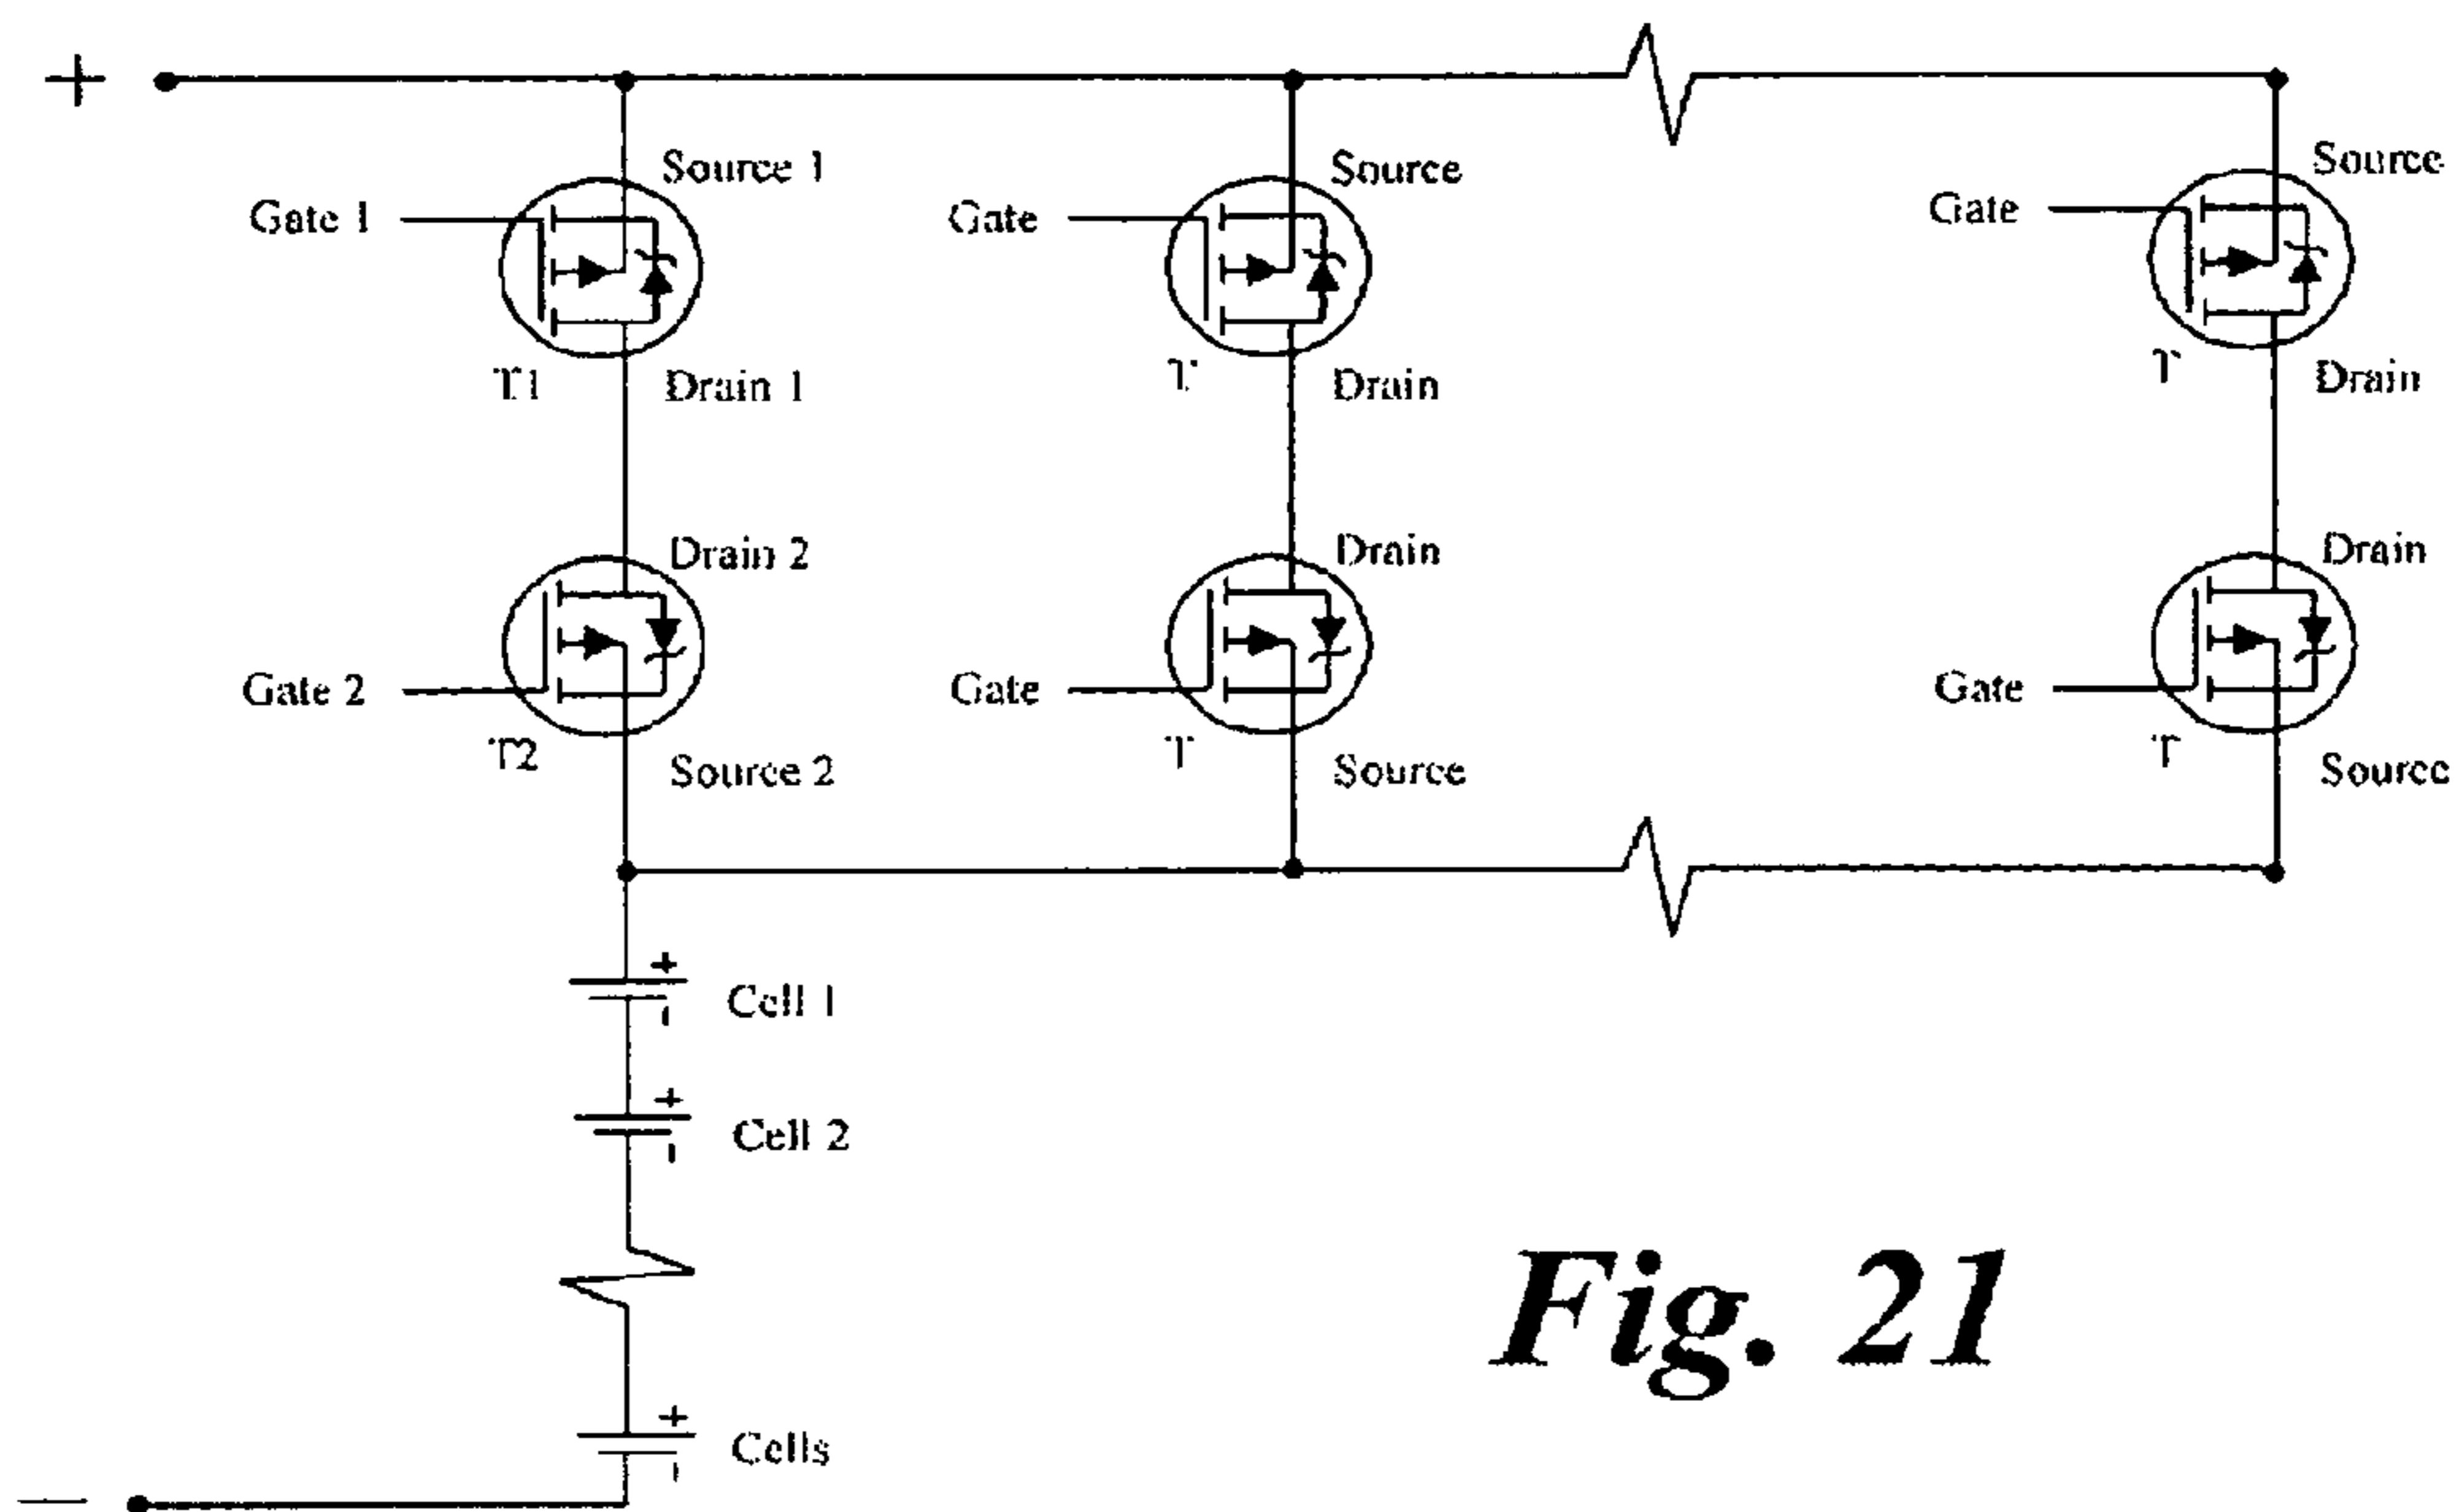 +
Source 1
Source
Source
Gate 1
Gate
Gate
T1
Drain 1
T
Drain
T
Drain
Drain 2
Drain
Drain
Gate 2
Gate
Gate
T2
Source 2
T
Source
T
Source
+
Cell 1
-
+
Cell 2
-
+
Cells
-
—
Fig. 21